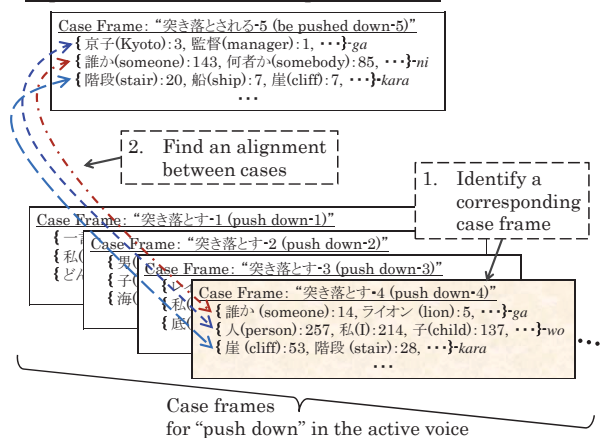 Case Frame: “突き落とされる-5 (be pushed down-5)”
{ 京子(Kyoto):3, 監督(manager):1, ・・・}-ga
{ 誰か(someone):143, 何者か(somebody):85, ・・・}-ni
{ 階段(stair):20, 船(ship):7, 崖(cliff):7, ・・・}-kara
・・・
2. Find an alignment
between cases
1. Identify a
corresponding
case frame
Case Frame: “突き落とす-1 (push down-1)”
{ 一
{ 私(
{ どん
Case Frame: “突き落とす-2 (push down-2)”
{ 男(
{ 子(
{ 海(
Case Frame: “突き落とす-3 (push down-3)”
{ 私(
{ 底(
Case Frame: “突き落とす-4 (push down-4)”
{ 誰か (someone):14, ライオン (lion):5, ・・・}-ga
{ 人(person):257, 私(I):214, 子(child):137, ・・・}-wo
{ 崖 (cliff):53, 階段 (stair):28, ・・・}-kara
・・・
・・・
Case frames
for “push down” in the active voice